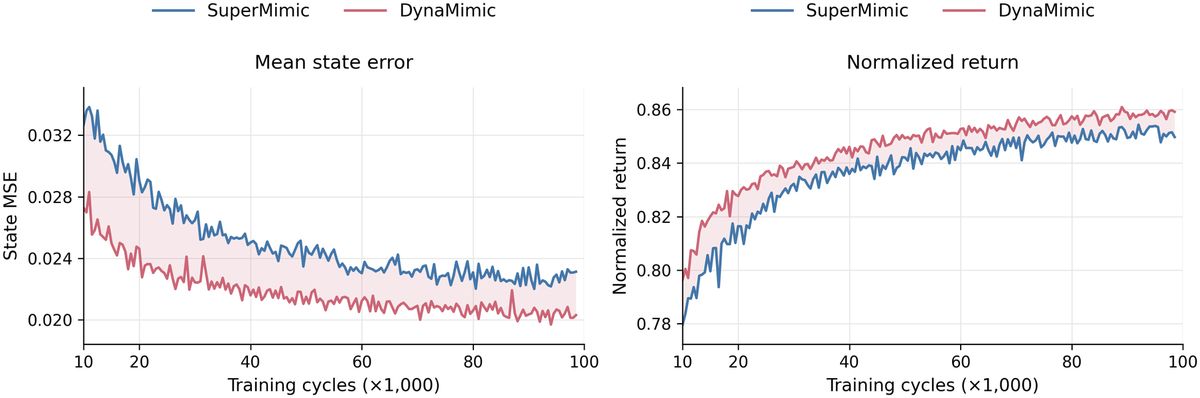 SuperMimic DynaMimic
Mean state error
State MSE
0.032
0.028
0.024
0.020
10 20 40 60 80 100
Training cycles (×1,000)
SuperMimic DynaMimic
Normalized return
Normalized return
0.86
0.84
0.82
0.80
0.78
10 20 40 60 80 100
Training cycles (×1,000)